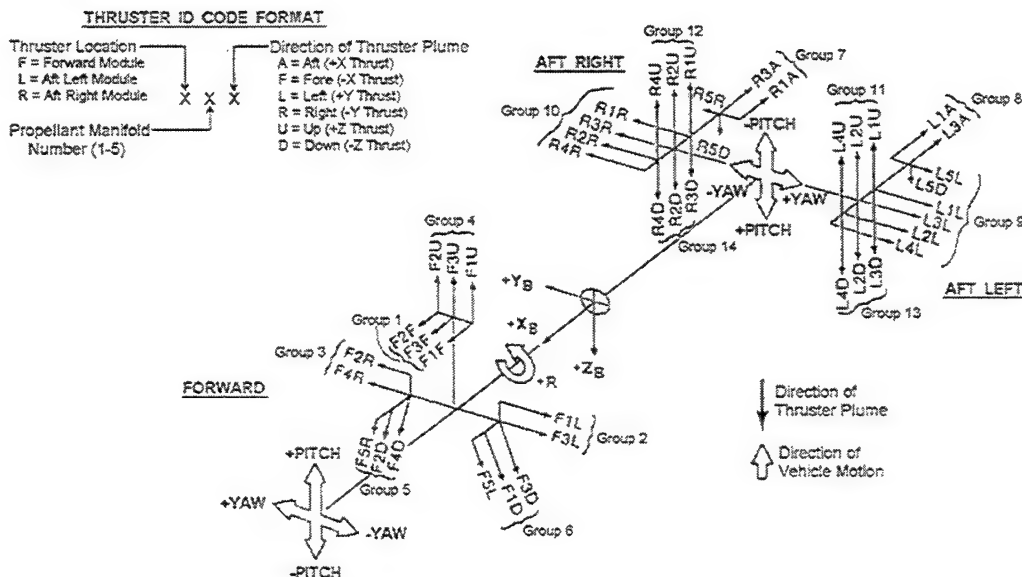 THRUSTER ID CODE FORMAT
Thruster Location
F = Forward Module
L = Aft Left Module
R = Aft Right Module
X X X
Propellant Manifold
Number (1-5)
Direction of Thruster Plume
A = Aft (+X Thrust)
F = Fore (-X Thrust)
L = Left (+Y Thrust)
R = Right (-Y Thrust)
U = Up (+Z Thrust)
D = Down (-Z Thrust)
AFT RIGHT
Group 12
R4U
R2U
R1U
Group 7
R3A
R1A
R5R
Group 10
R1R
R3R
R2R
R4R
R5D
R4D
R2D
R3D
Group 14
-PITCH
-YAW
+YAW
+PITCH
Group 11
L4U
L2U
L1U
Group 8
L1A
L3A
L5L
L5D
L1L
L3L
L2L
L4L
Group 9
L4D
L2D
L3D
Group 13
AFT LEFT
Group 4
F2U
F3U
F1U
Group 1
F2F
F3F
F1F
Group 3
F2R
F4R
FORWARD
+YB
+XB
+ZB
+R
F1L
F3L
Group 2
F5R
F2D
F4D
Group 5
F5L
F1D
F3D
Group 6
+PITCH
+YAW
-YAW
-PITCH
Direction of
Thruster Plume
Direction of
Vehicle Motion